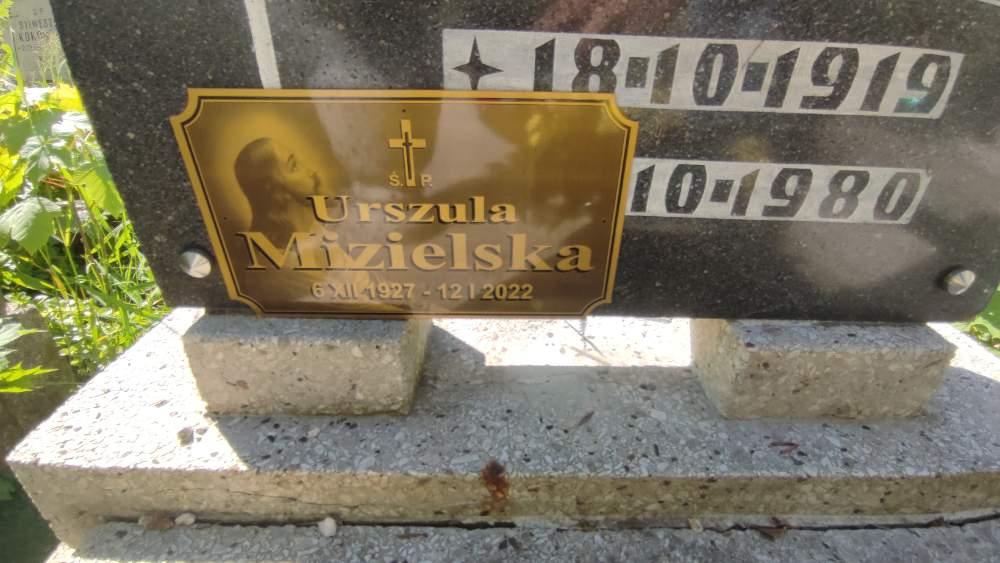 18-10-1919
10-1980
Ś. P.
Urszula
Mizielska
6 XII 1927 - 12 I 2022